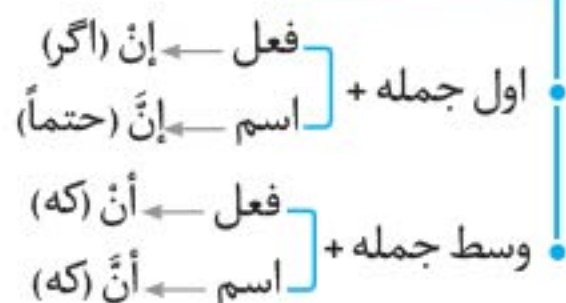 اول جمله +
فعل ← إنْ (اگر)
اسم ← إنَّ (حتماً)
وسط جمله +
فعل ← أنْ (که)
اسم ← أنَّ (که)